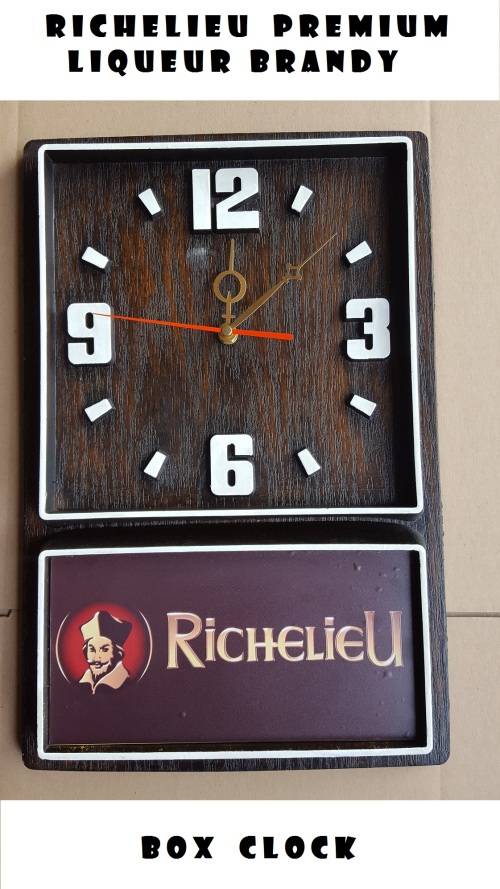 RICHELIEU PREMIUM
LIQUEUR BRANDY
12
9
3
6
RICHELIEU
BOX CLOCK